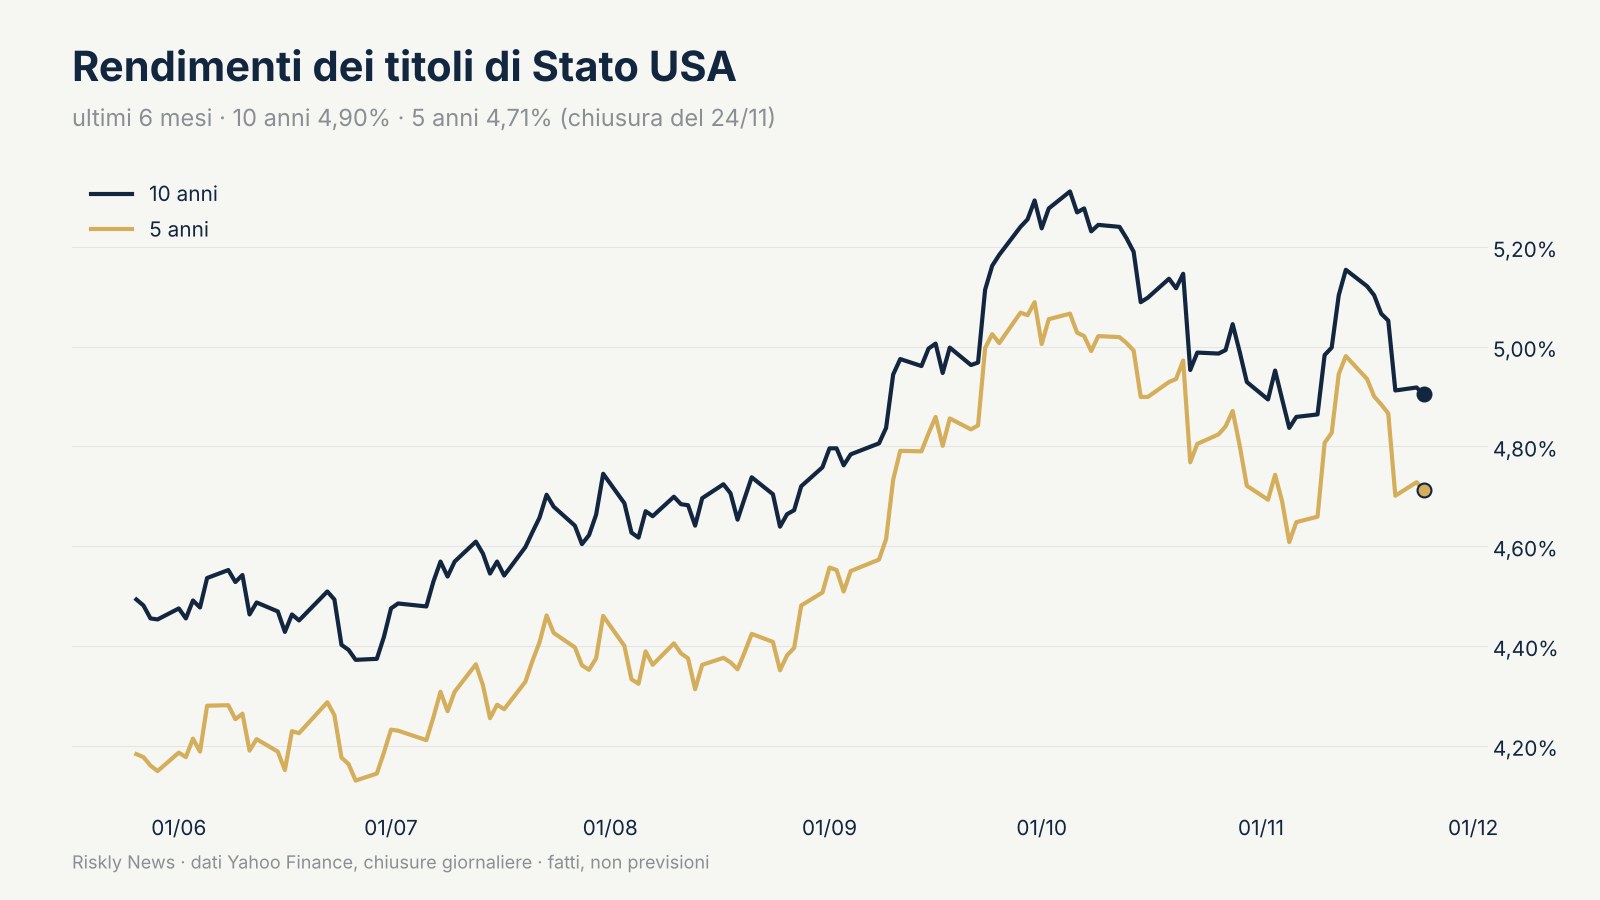 Rendimenti dei titoli di Stato USA
ultimi 6 mesi · 10 anni 4,90% · 5 anni 4,71% (chiusura del 24/11)
10 anni
5 anni
5,20%
5,00%
4,80%
4,60%
4,40%
4,20%
01/06 01/07 01/08 01/09 01/10 01/11 01/12
Riskly News · dati Yahoo Finance, chiusure giornaliere · fatti, non previsioni